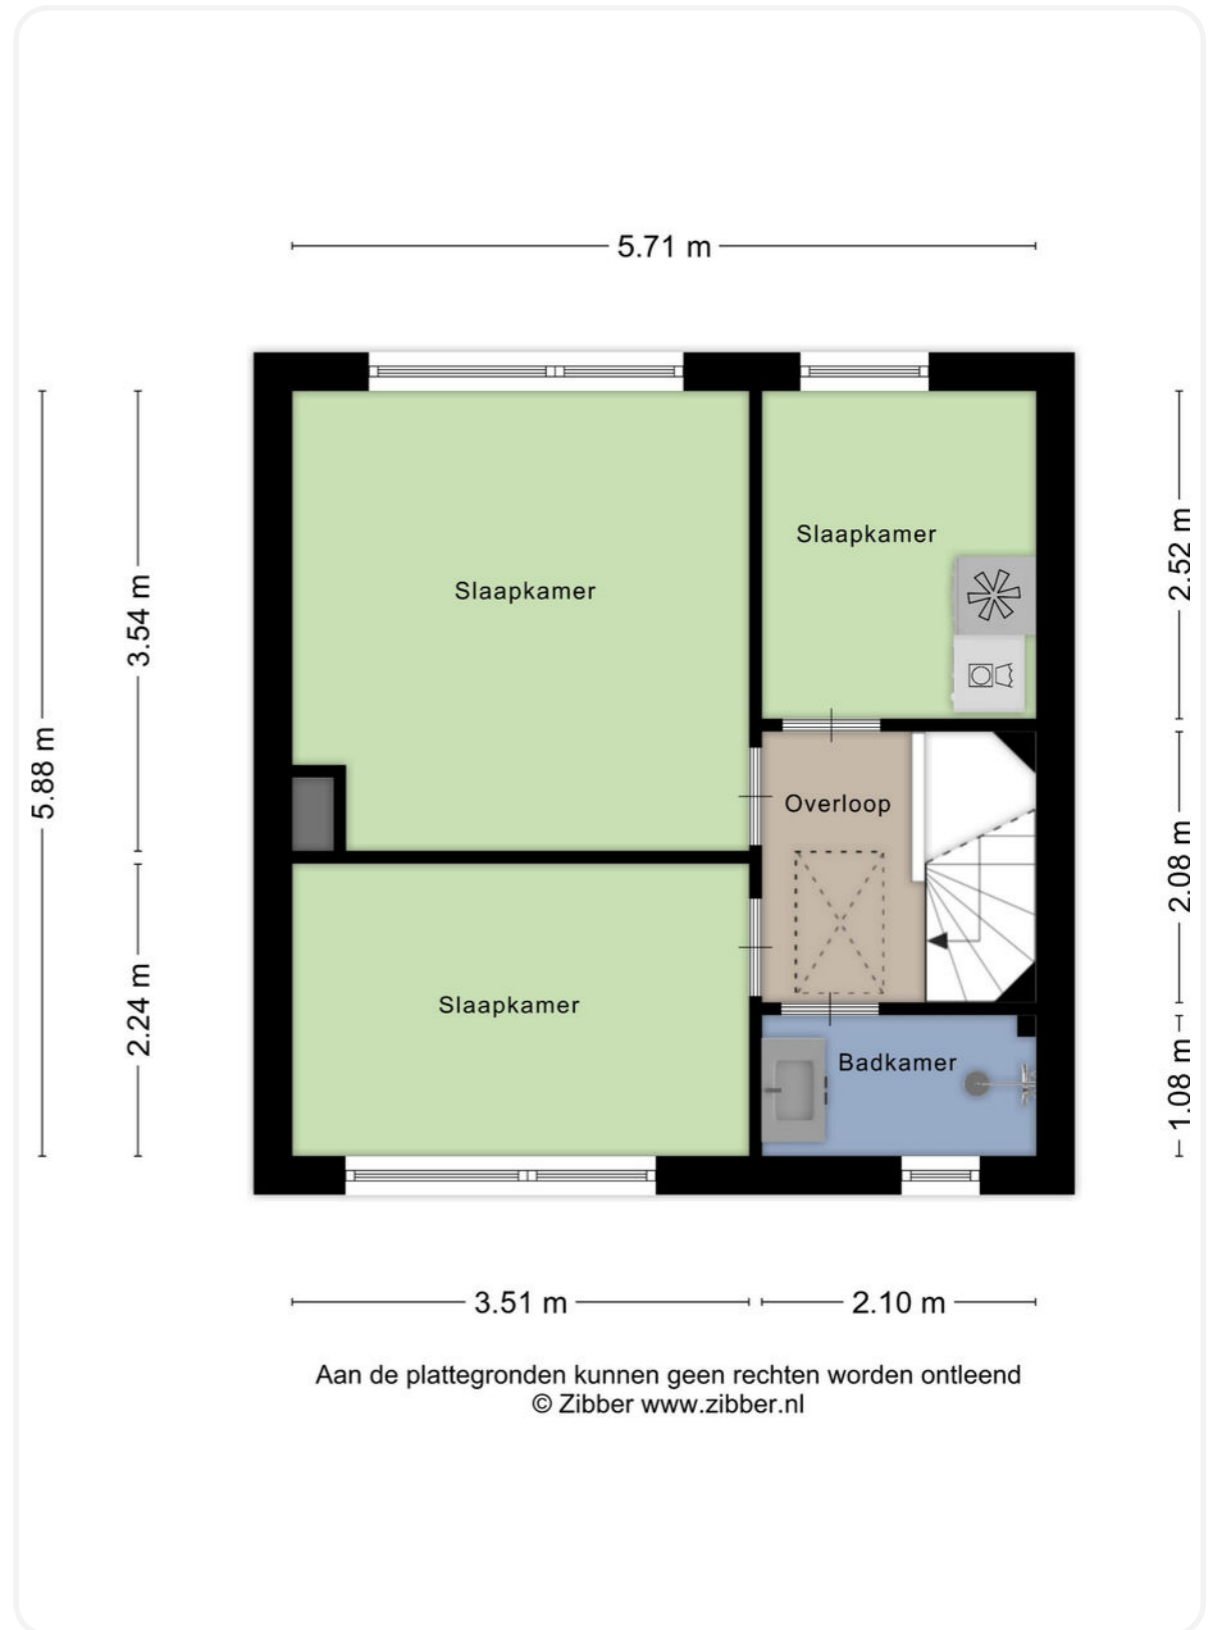 5.71 m
Slaapkamer
Slaapkamer
2.52 m
3.54 m
5.88 m
Overloop
2.08 m
Slaapkamer
2.24 m
Badkamer
1.08 m
3.51 m
2.10 m
Aan de plattegronden kunnen geen rechten worden ontleend
© Zibber www.zibber.nl